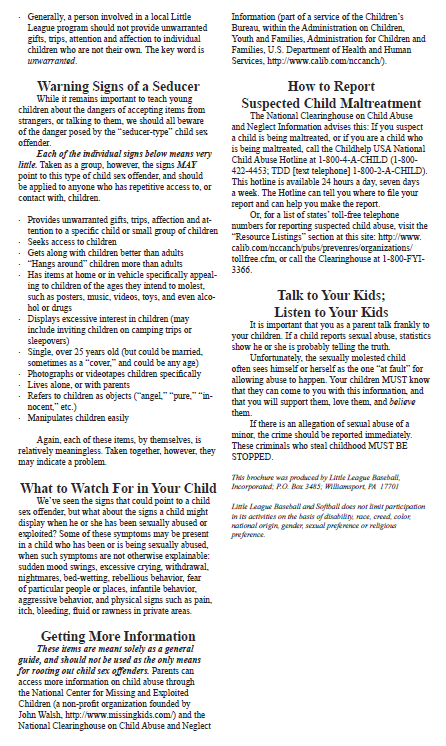 · Generally, a person involved in a local Little
League program should not provide unwarranted
gifts, trips, attention and affection to individual
children who are not their own. The key word is
unwarranted.
Warning Signs of a Seducer
While it remains important to teach young
children about the dangers of accepting items from
strangers, or talking to them, we should all beware
of the danger posed by the “seducer-type” child sex
offender.
Each of the individual signs below means very
little. Taken as a group, however, the signs MAY
point to this type of child sex offender, and should
be applied to anyone who has repetitive access to, or
contact with, children.
· Provides unwarranted gifts, trips, affection and at-
tention to a specific child or small group of children
· Seeks access to children
· Gets along with children better than adults
· “Hangs around” children more than adults
· Has items at home or in vehicle specifically appeal-
ing to children of the ages they intend to molest,
such as posters, music, videos, toys, and even alco-
hol or drugs
· Displays excessive interest in children (may
include inviting children on camping trips or
sleepovers)
· Single, over 25 years old (but could be married,
sometimes as a “cover,” and could be any age)
· Photographs or videotapes children specifically
· Lives alone, or with parents
· Refers to children as objects (“angel,” “pure,” “in-
nocent,” etc.)
· Manipulates children easily
Again, each of these items, by themselves, is
relatively meaningless. Taken together, however, they
may indicate a problem.
What to Watch For in Your Child
We’ve seen the signs that could point to a child
sex offender, but what about the signs a child might
display when he or she has been sexually abused or
exploited? Some of these symptoms may be present
in a child who has been or is being sexually abused,
when such symptoms are not otherwise explainable:
sudden mood swings, excessive crying, withdrawal,
nightmares, bed-wetting, rebellious behavior, fear
of particular people or places, infantile behavior,
aggressive behavior, and physical signs such as pain,
itch, bleeding, fluid or rawness in private areas.
Getting More Information
These items are meant solely as a general
guide, and should not be used as the only means
for rooting out child sex offenders. Parents can
access more information on child abuse through
the National Center for Missing and Exploited
Children (a non-profit organization founded by
John Walsh, http://www.missingkids.com/) and the
National Clearinghouse on Child Abuse and Neglect
Information (part of a service of the Children’s
Bureau, within the Administration on Children,
Youth and Families, Administration for Children and
Families, U.S. Department of Health and Human
Services, http://www.calib.com/nccanch/).
How to Report
Suspected Child Maltreatment
The National Clearinghouse on Child Abuse
and Neglect Information advises this: If you suspect
a child is being maltreated, or if you are a child who
is being maltreated, call the Childhelp USA National
Child Abuse Hotline at 1-800-4-A-CHILD (1-800-
422-4453; TDD [text telephone] 1-800-2-A-CHILD).
This hotline is available 24 hours a day, seven days
a week. The Hotline can tell you where to file your
report and can help you make the report.
Or, for a list of states’ toll-free telephone
numbers for reporting suspected child abuse, visit the
“Resource Listings” section at this site: http://www.
calib.com/nccanch/pubs/prevenres/organizations/
tollfree.cfm, or call the Clearinghouse at 1-800-FYI-
3366.
Talk to Your Kids;
Listen to Your Kids
It is important that you as a parent talk frankly to
your children. If a child reports sexual abuse, statistics
show he or she is probably telling the truth.
Unfortunately, the sexually molested child
often sees himself or herself as the one “at fault” for
allowing abuse to happen. Your children MUST know
that they can come to you with this information, and
that you will support them, love them, and believe
them.
If there is an allegation of sexual abuse of a
minor, the crime should be reported immediately.
These criminals who steal childhood MUST BE
STOPPED.
This brochure was produced by Little League Baseball,
Incorporated; P.O. Box 3485; Williamsport, PA 17701
Little League Baseball and Softball does not limit participation
in its activities on the basis of disability, race, creed, color,
national origin, gender, sexual preference or religious
preference.